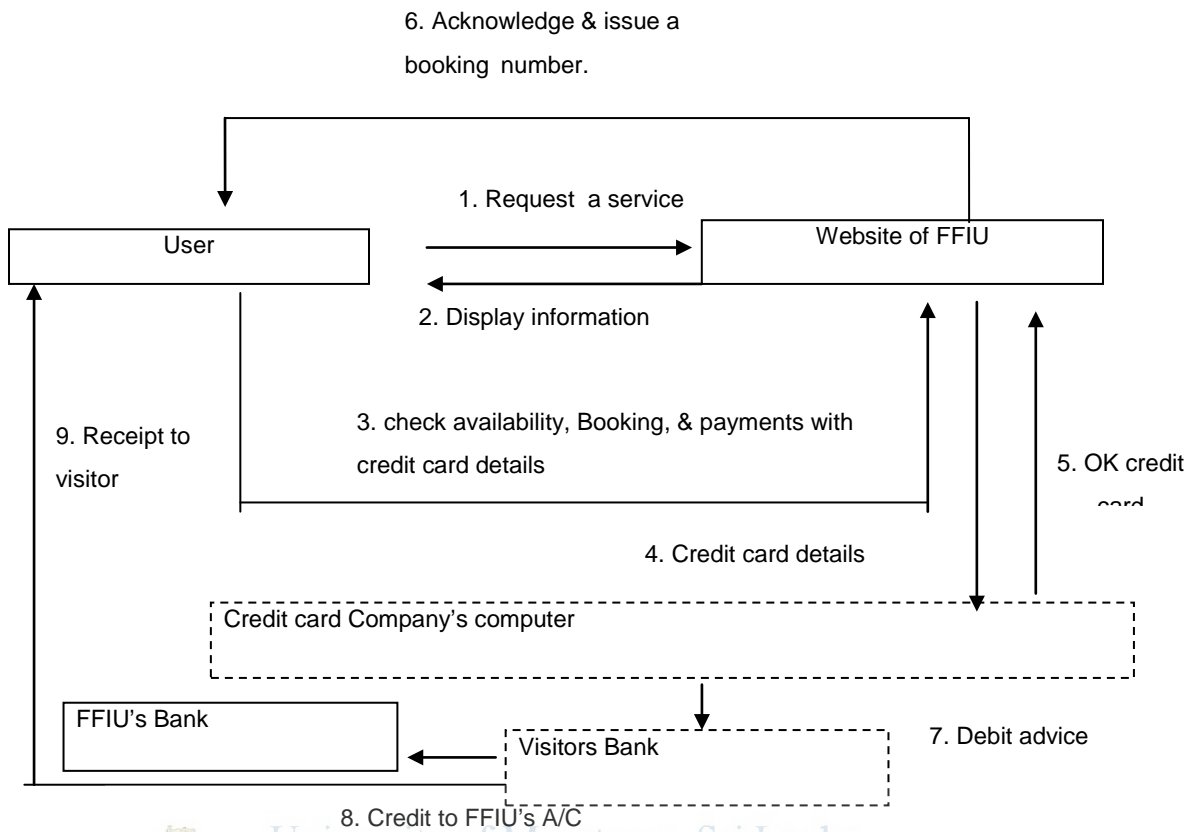 6. Acknowledge & issue a
booking number.
1. Request a service
User
Website of FFIU
2. Display information
3. check availability, Booking, & payments with
credit card details
9. Receipt to
visitor
5. OK credit
card
4. Credit card details
Credit card Company's computer
FFIU's Bank
Visitors Bank
7. Debit advice
8. Credit to FFIU's A/C